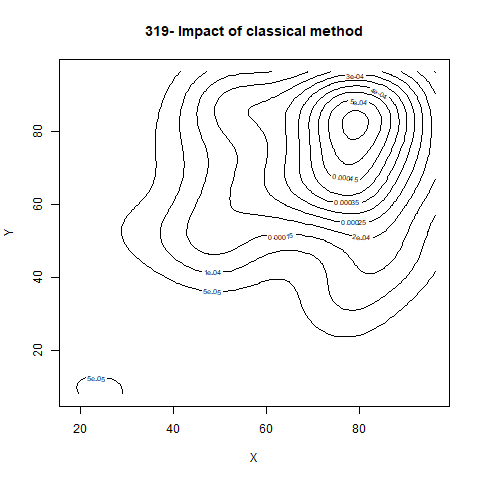 319- Impact of classical method
3e-04
4e-04
5e-04
0.00045
0.00035
0.00025
2e-04
0.00015
1e-04
5e-05
5e-05
Y
20
40
60
80
20 40 60 80
X